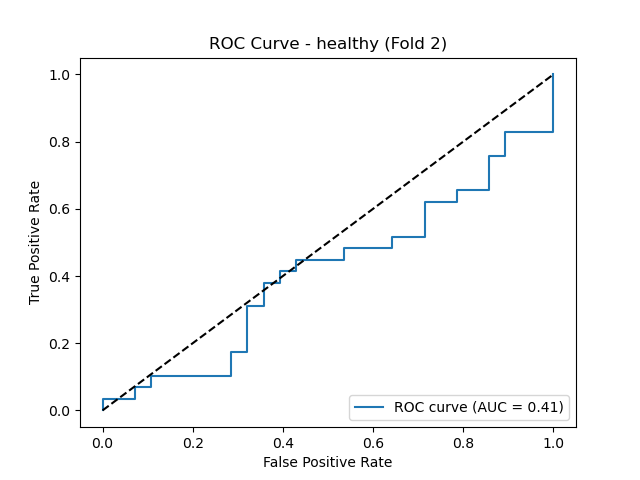 ROC Curve - healthy (Fold 2)
True Positive Rate
1.0
0.8
0.6
0.4
0.2
0.0
ROC curve (AUC = 0.41)
0.0 0.2 0.4 0.6 0.8 1.0
False Positive Rate